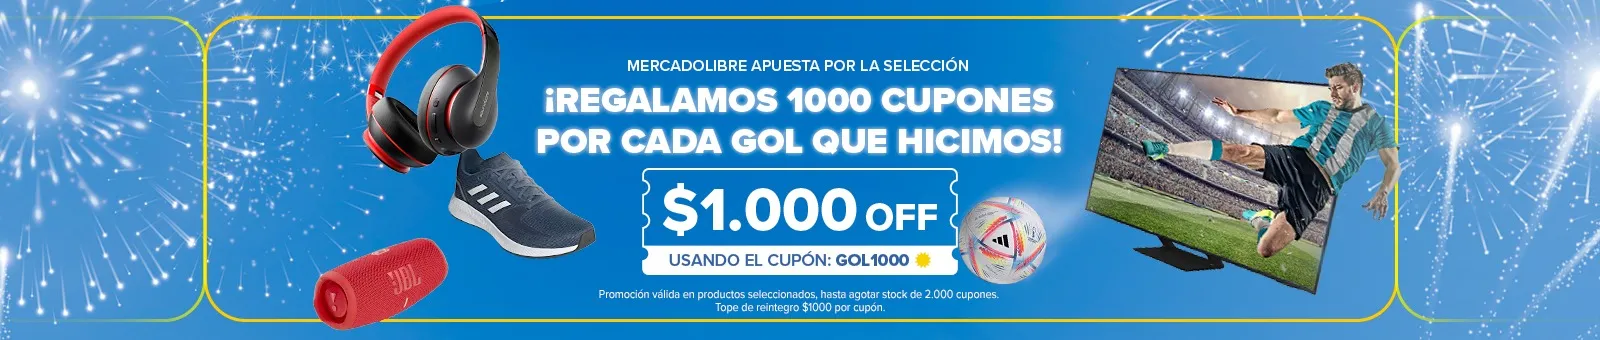 MERCADOLIBRE APUESTA POR LA SELECCIÓN
¡REGALAMOS 1000 CUPONES
POR CADA GOL QUE HICIMOS!
$1.000 OFF
USANDO EL CUPÓN: GOL1000
Promoción válida en productos seleccionados, hasta agotar stock de 2.000 cupones.
Tope de reintegro $1000 por cupón.
JBL